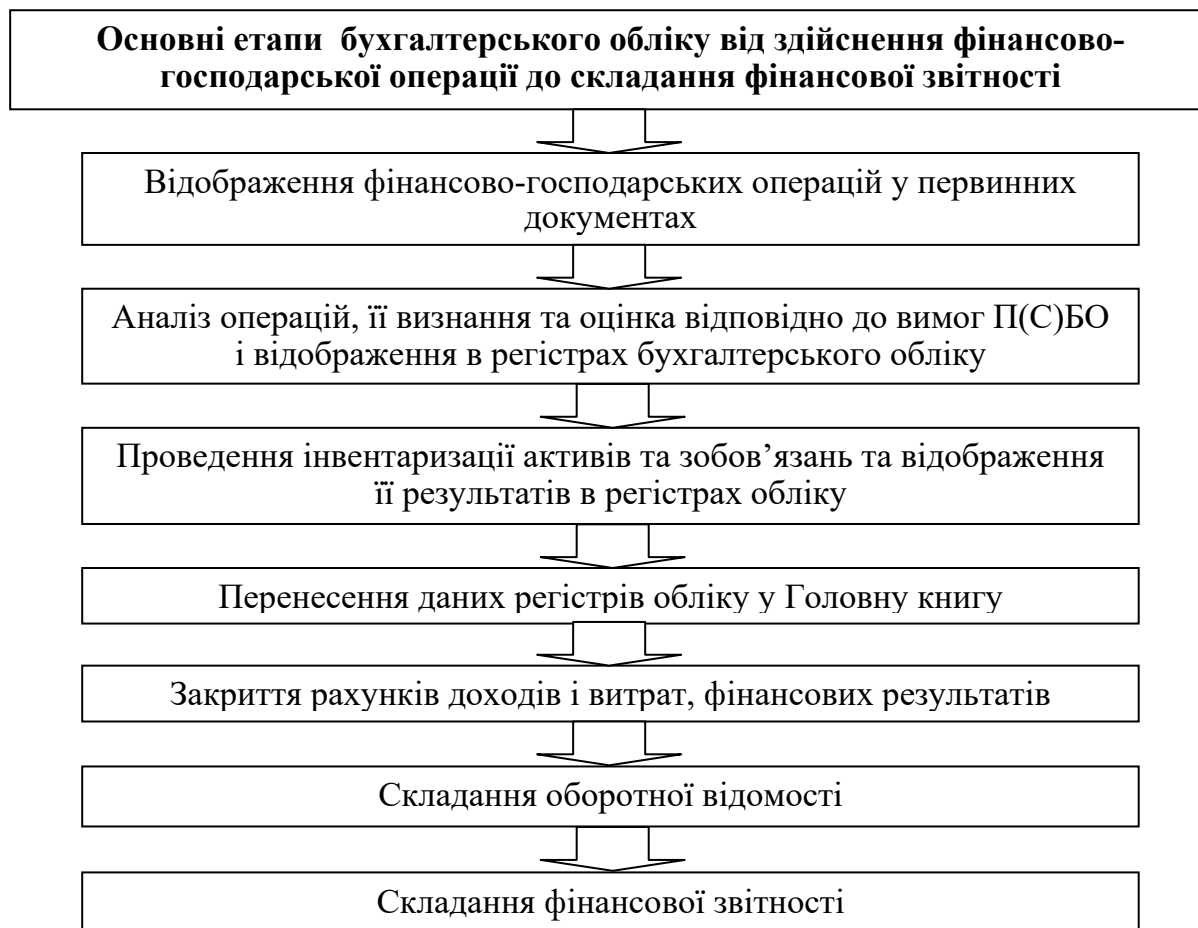 Основні етапи  бухгалтерського обліку від здійснення фінансово-
господарської операції до складання фінансової звітності
Відображення фінансово-господарських операцій у первинних
документах
Аналіз операцій, її визнання та оцінка відповідно до вимог П(С)БО
і відображення в регістрах бухгалтерського обліку
Проведення інвентаризації активів та зобов’язань та відображення
її результатів в регістрах обліку
Перенесення даних регістрів обліку у Головну книгу
Закриття рахунків доходів і витрат, фінансових результатів
Складання оборотної відомості
Складання фінансової звітності